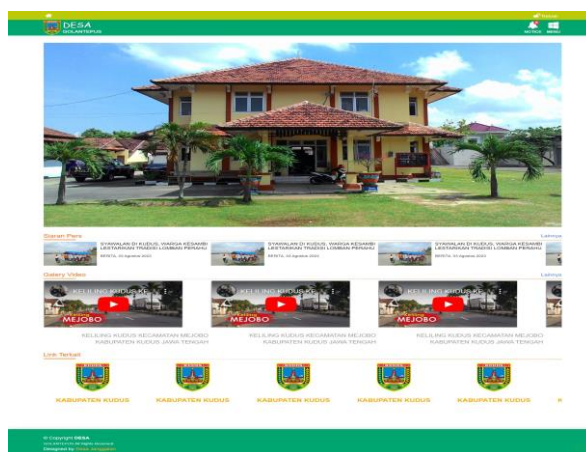 DESA
GOLANTEPUS
NOTICE MENU
Siaran Pers
Lainnya
SYAWALAN DI KUDUS, WARGA KESAMBI
LESTARIKAN TRADISI LOMBAN PERAHU
SYAWALAN DI KUDUS, WARGA KESAMBI
LESTARIKAN TRADISI LOMBAN PERAHU
SYAWALAN DI KUDUS, WARGA KESAMBI
LESTARIKAN TRADISI LOMBAN PERAHU
Galery Video
Lainnya
KELILING KUDUS KE...
MEJOBO
KELILING KUDUS KE...
MEJOBO
KELILING KUDUS KE...
MEJOBO
KELILING KUDUS KECAMATAN MEJOBO
KABUPATEN KUDUS JAWA TENGAH
KELILING KUDUS KECAMATAN MEJOBO
KABUPATEN KUDUS JAWA TENGAH
KELILING KUDUS KECAMATAN MEJOBO
KABUPATEN KUDUS JAWA TENGAH
Link Terkait
KABUPATEN KUDUS
KABUPATEN KUDUS
KABUPATEN KUDUS
KABUPATEN KUDUS
KABUPATEN KUDUS
© Copyright DESA
Designed by